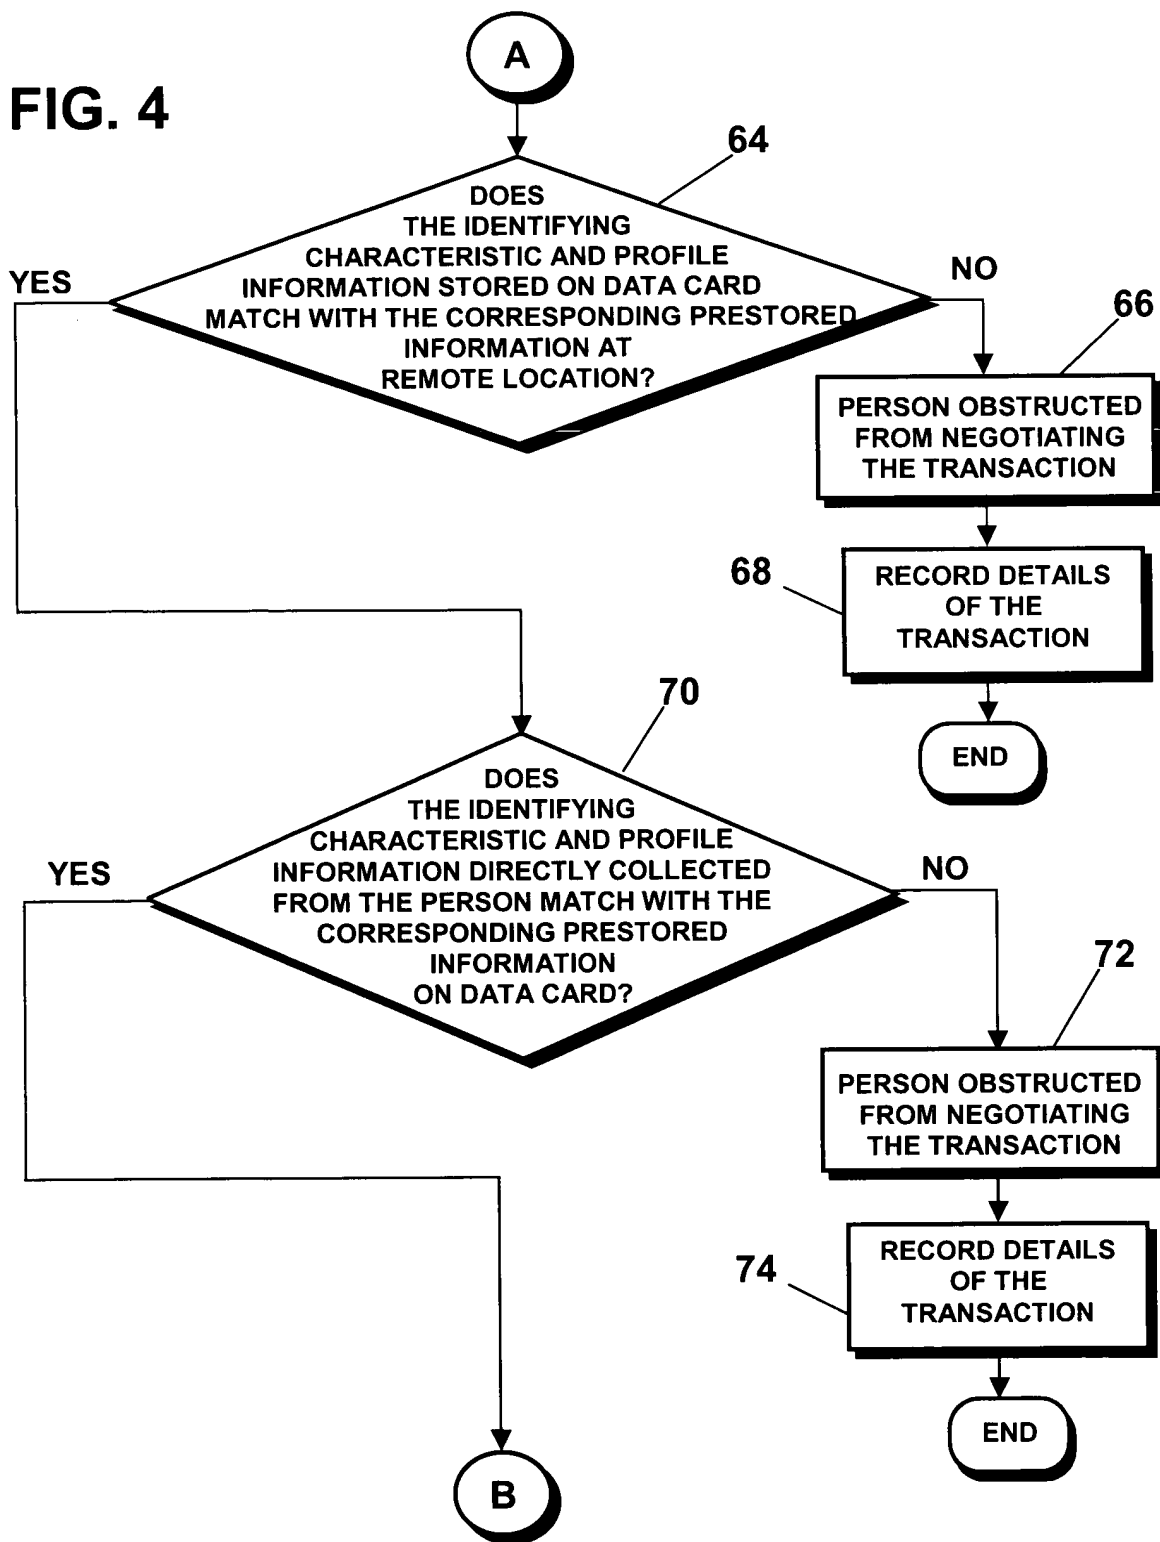 A
FIG. 4
64
DOES
THE IDENTIFYING
CHARACTERISTIC AND PROFILE
INFORMATION STORED ON DATA CARD
MATCH WITH THE CORRESPONDING PRESTORED
INFORMATION AT
REMOTE LOCATION?
YES
NO
66
PERSON OBSTRUCTED
FROM NEGOTIATING
THE TRANSACTION
68
RECORD DETAILS
OF THE
TRANSACTION
END
70
DOES
THE IDENTIFYING
CHARACTERISTIC AND PROFILE
INFORMATION DIRECTLY COLLECTED
FROM THE PERSON MATCH WITH THE
CORRESPONDING PRESTORED
INFORMATION
ON DATA CARD?
YES
NO
72
PERSON OBSTRUCTED
FROM NEGOTIATING
THE TRANSACTION
74
RECORD DETAILS
OF THE
TRANSACTION
END
B